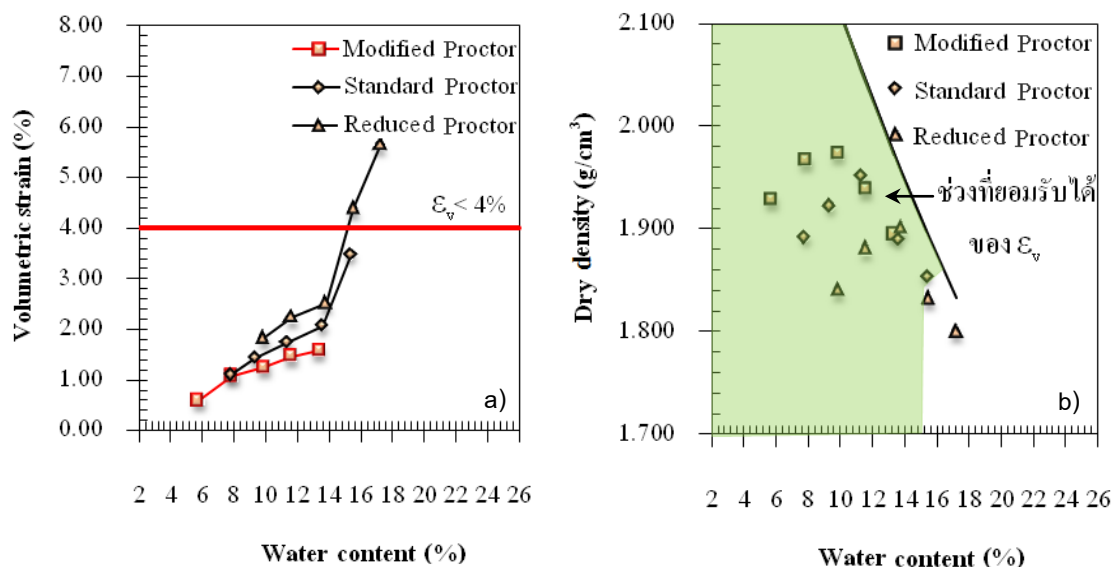 8.00
7.00
6.00
5.00
4.00
3.00
2.00
1.00
0.00
Volumetric strain (%)
Modified Proctor
Standard Proctor
Reduced Proctor
εᵥ< 4%
a)
2 4 6 8 10 12 14 16 18 20 22 24 26
Water content (%)
2.100
2.000
1.900
1.800
1.700
Dry density (g/cm³)
Modified Proctor
Standard Proctor
Reduced Proctor
ช่วงที่ยอมรับได้
ของ εᵥ
b)
2 4 6 8 10 12 14 16 18 20 22 24 26
Water content (%)